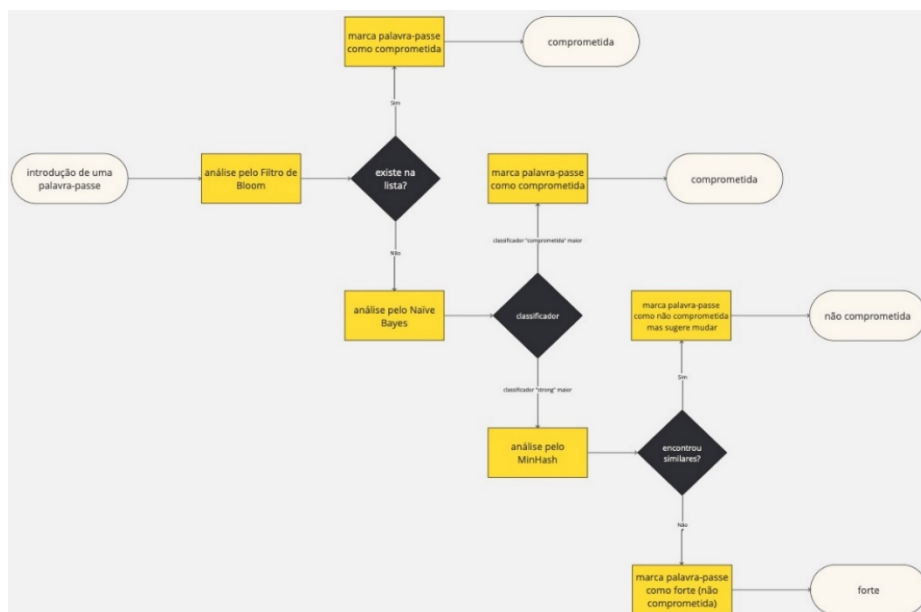 marca palavra-passe
como comprometida
comprometida
Sim
introdução de uma
palavra-passe
análise pelo Filtro de
Bloom
existe na
lista?
marca palavra-passe
como comprometida
comprometida
Não
classificador "comprometida" maior
análise pelo Naïve
Bayes
classificador
marca palavra-passe
como não comprometida
mas sugere mudar
não comprometida
Sim
classificador "strong" maior
análise pelo
MinHash
encontrou
similares?
Não
marca palavra-passe
como forte (não
comprometida)
forte